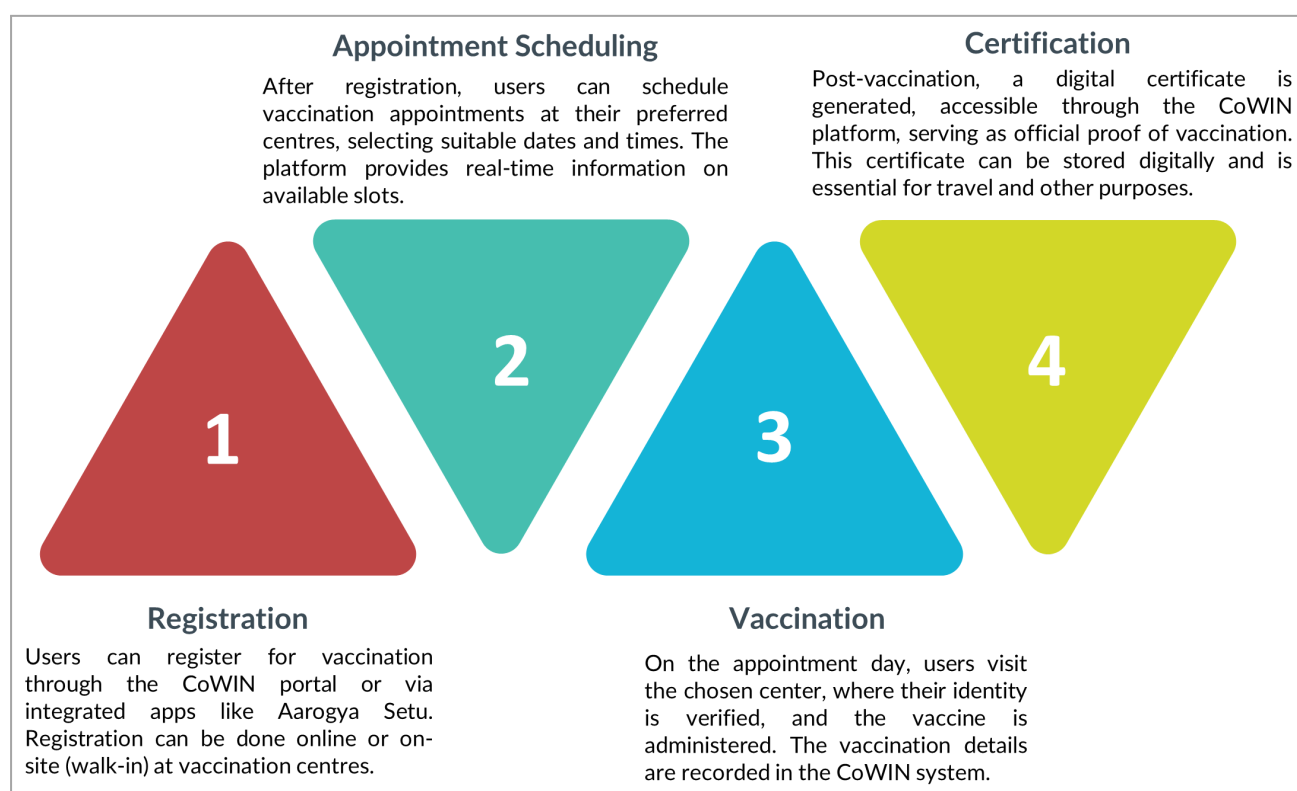 Appointment Scheduling
After registration, users can schedule
vaccination appointments at their preferred
centres, selecting suitable dates and times. The
platform provides real-time information on
available slots.
Certification
Post-vaccination, a digital certificate is
generated, accessible through the CoWIN
platform, serving as official proof of vaccination.
This certificate can be stored digitally and is
essential for travel and other purposes.
1
2
3
4
Registration
Users can register for vaccination
through the CoWIN portal or via
integrated apps like Aarogya Setu.
Registration can be done online or on-
site (walk-in) at vaccination centres.
Vaccination
On the appointment day, users visit
the chosen center, where their identity
is verified, and the vaccine is
administered. The vaccination details
are recorded in the CoWIN system.